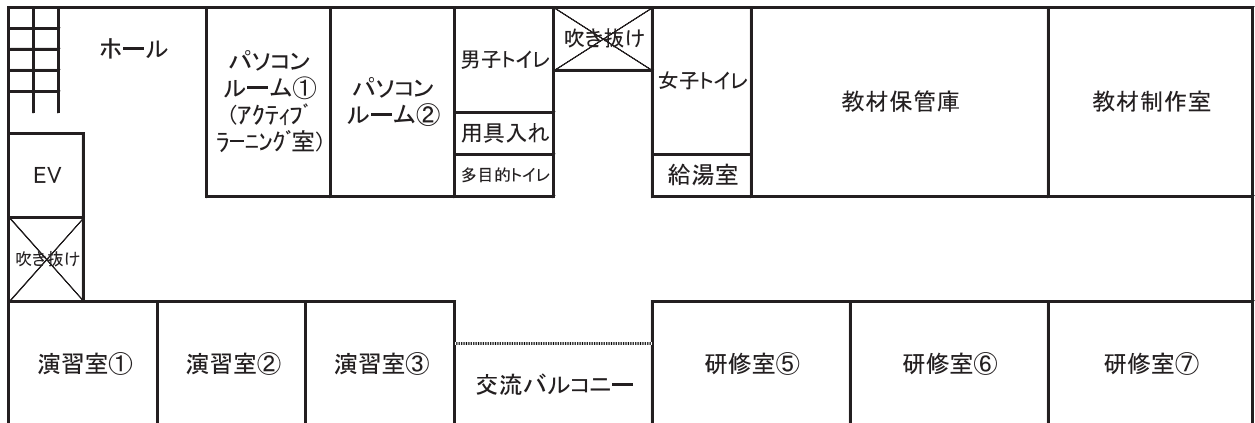 ホール
パソコン
ルーム①
(アクティブ
ラーニング室)
パソコン
ルーム②
男子トイレ
用具入れ
多目的トイレ
吹き抜け
女子トイレ
給湯室
教材保管庫
教材制作室
EV
吹き抜け
演習室①
演習室②
演習室③
交流バルコニー
研修室⑤
研修室⑥
研修室⑦